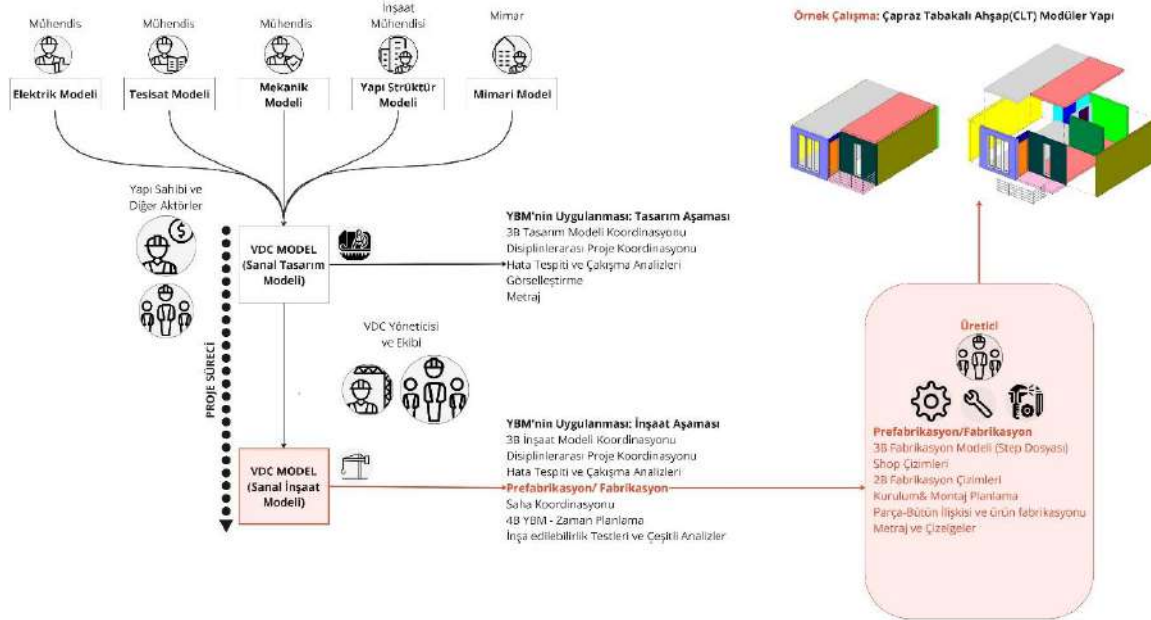 Mühendis
Elektrik Modeli
Mühendis
Tesisat Modeli
Mühendis
Mekanik
Modeli
İnşaat
Mühendisi
Yapı Strüktür
Modeli
Mimar
Mimari Model
Örnek Çalışma: Çapraz Tabakalı Ahşap(CLT) Modüler Yapı
Yapı Sahibi ve
Diğer Aktörler
PROJE SÜRECİ
VDC MODEL
(Sanal Tasarım
Modeli)
YBM'nin Uygulanması: Tasarım Aşaması
3B Tasarım Modeli Koordinasyonu
Disiplinlerarası Proje Koordinasyonu
Hata Tespiti ve Çakışma Analizleri
Görselleştirme
Metraj
VDC Yöneticisi
ve Ekibi
VDC MODEL
(Sanal İnşaat
Modeli)
YBM'nin Uygulanması: İnşaat Aşaması
3B İnşaat Modeli Koordinasyonu
Disiplinlerarası Proje Koordinasyonu
Hata Tespiti ve Çakışma Analizleri
Prefabrikasyon/ Fabrikasyon
Saha Koordinasyonu
4B YBM - Zaman Planlama
İnşa edilebilirlik Testleri ve Çeşitli Analizler
Üretici
Prefabrikasyon/Fabrikasyon
3B Fabrikasyon Modeli (Step Dosyası)
Shop Çizimleri
2B Fabrikasyon Çizimleri
Kurulum& Montaj Planlama
Parça-Bütün İlişkisi ve ürün fabrikasyonu
Metraj ve Çizelgeler